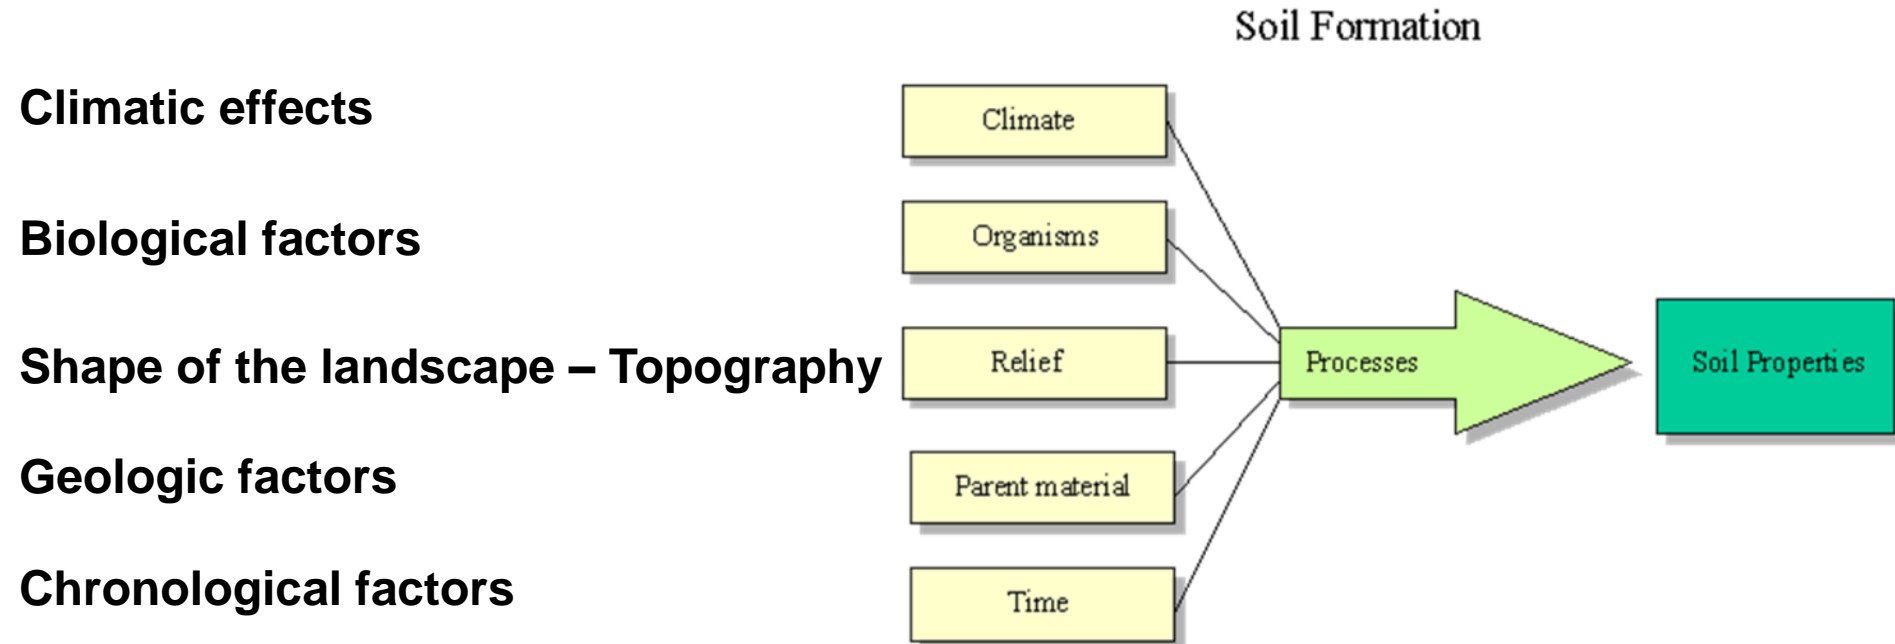 Soil Formation
Climatic effects
Climate
Biological factors
Organisms
Shape of the landscape – Topography
Relief
Processes
Soil Properties
Geologic factors
Parent material
Chronological factors
Time